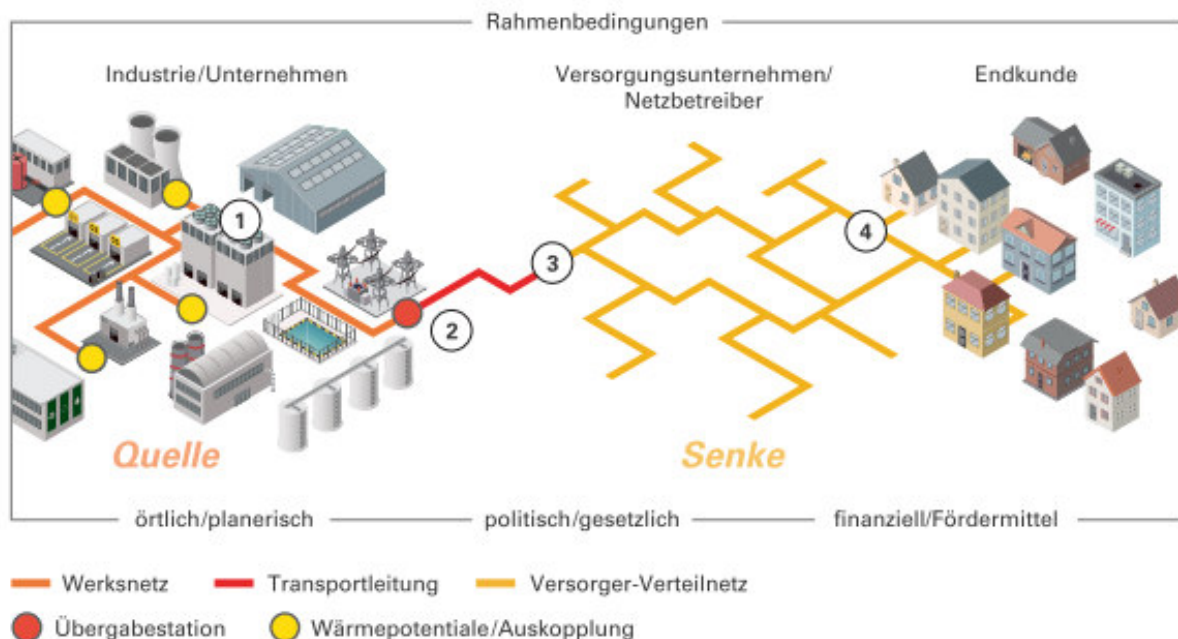 Rahmenbedingungen
Industrie/Unternehmen
Versorgungsunternehmen/
Netzbetreiber
Endkunde
1
2
3
4
Quelle
Senke
örtlich/planerisch
politisch/gesetzlich
finanziell/Fördermittel
Werksnetz
Transportleitung
Versorger-Verteilnetz
Übergabestation
Wärmepotentiale/Auskopplung